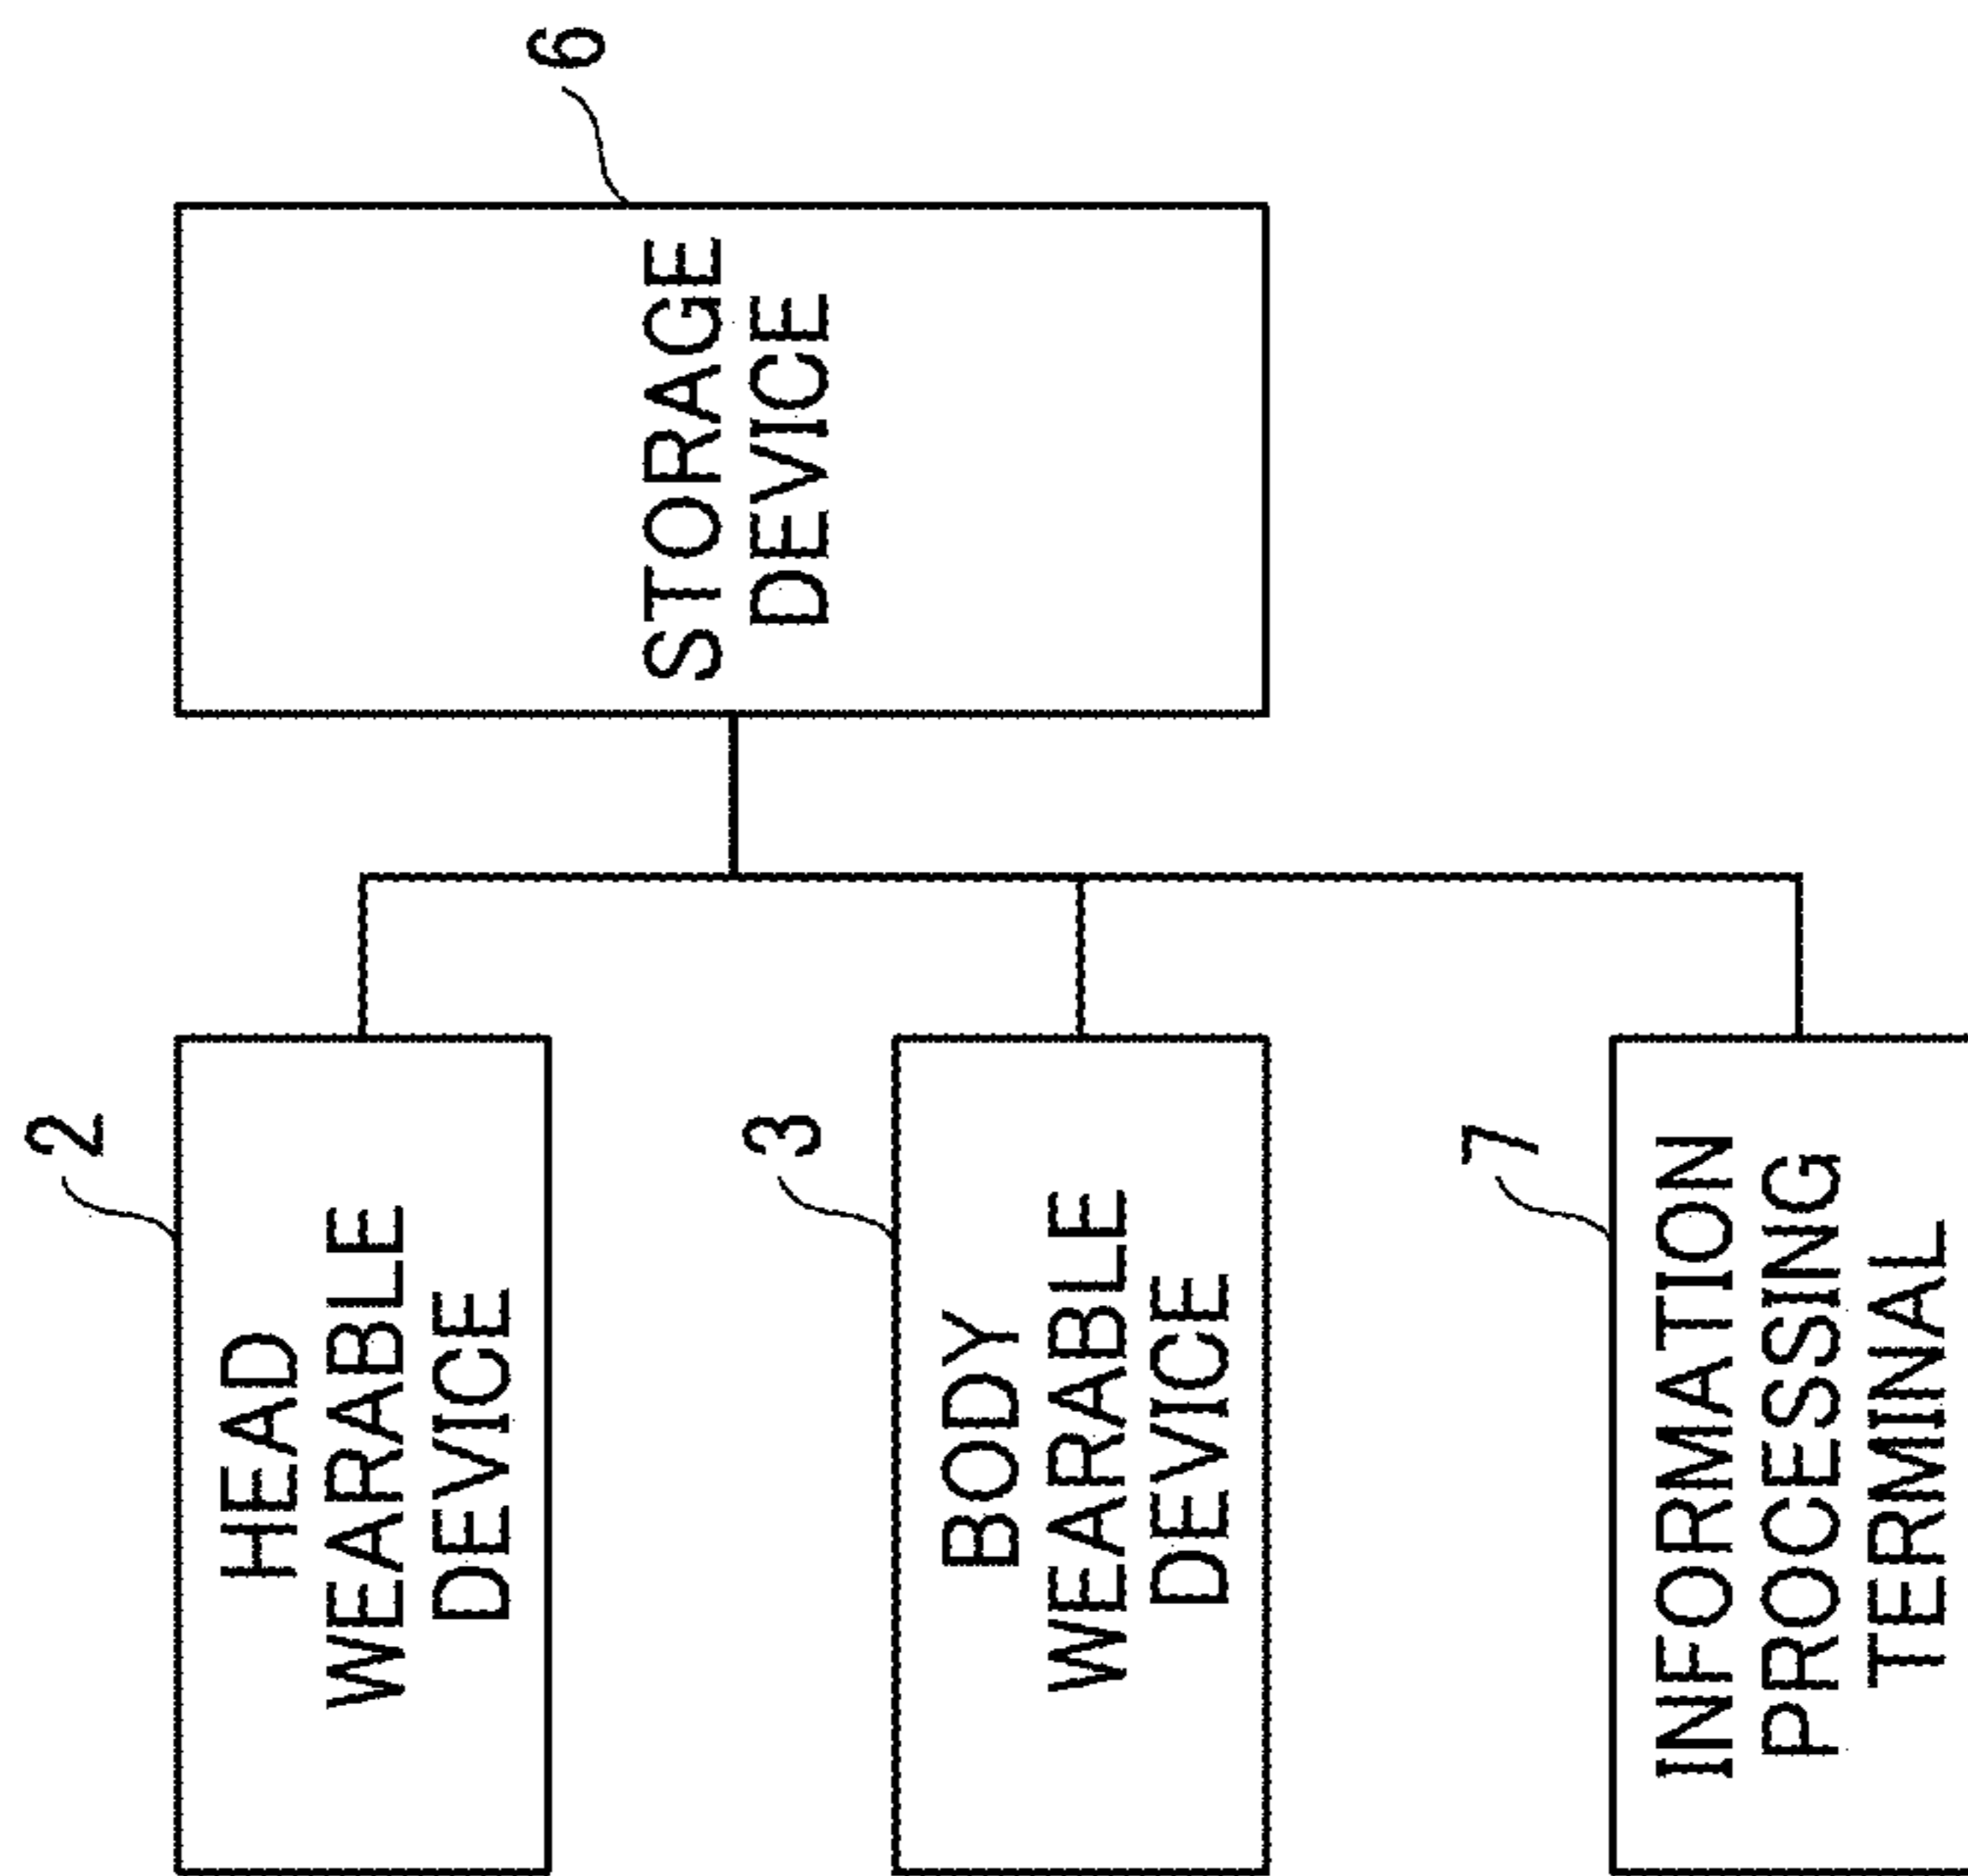 2
HEAD
WEARABLE
DEVICE
3
BODY
WEARABLE
DEVICE
7
INFORMATION
PROCESSING
TERMINAL
6
STORAGE
DEVICE